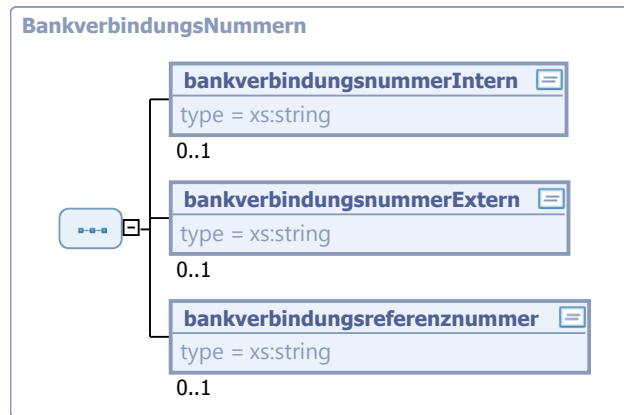 BankverbindungsNummern
bankverbindungsnummerIntern
type = xs:string
0..1
bankverbindungsnummerExtern
type = xs:string
0..1
bankverbindungsreferenznummer
type = xs:string
0..1